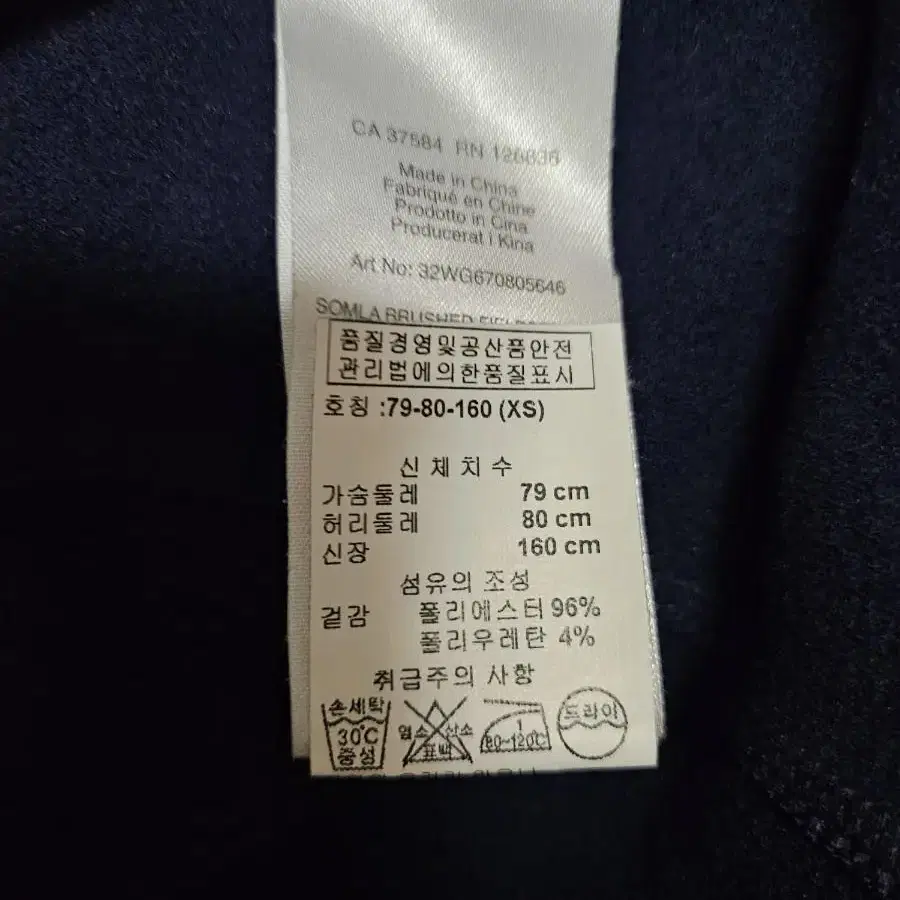 CA 37584 RN 126636
Made in China
Fabriqué en Chine
Prodotto in Cina
Producerat i Kina
Art No: 32WG670805646
SOMLA BRUSHED
품질경영및공산품안전
관리법에의한품질표시
호칭 :79-80-160 (XS)
신체치수
가슴둘레 79 cm
허리둘레 80 cm
신장 160 cm
섬유의 조성
겉감 폴리에스터 96%
폴리우레탄 4%
취급주의 사항
손세탁
30℃
중성
염소 산소
표백
1
80~120℃
드라이